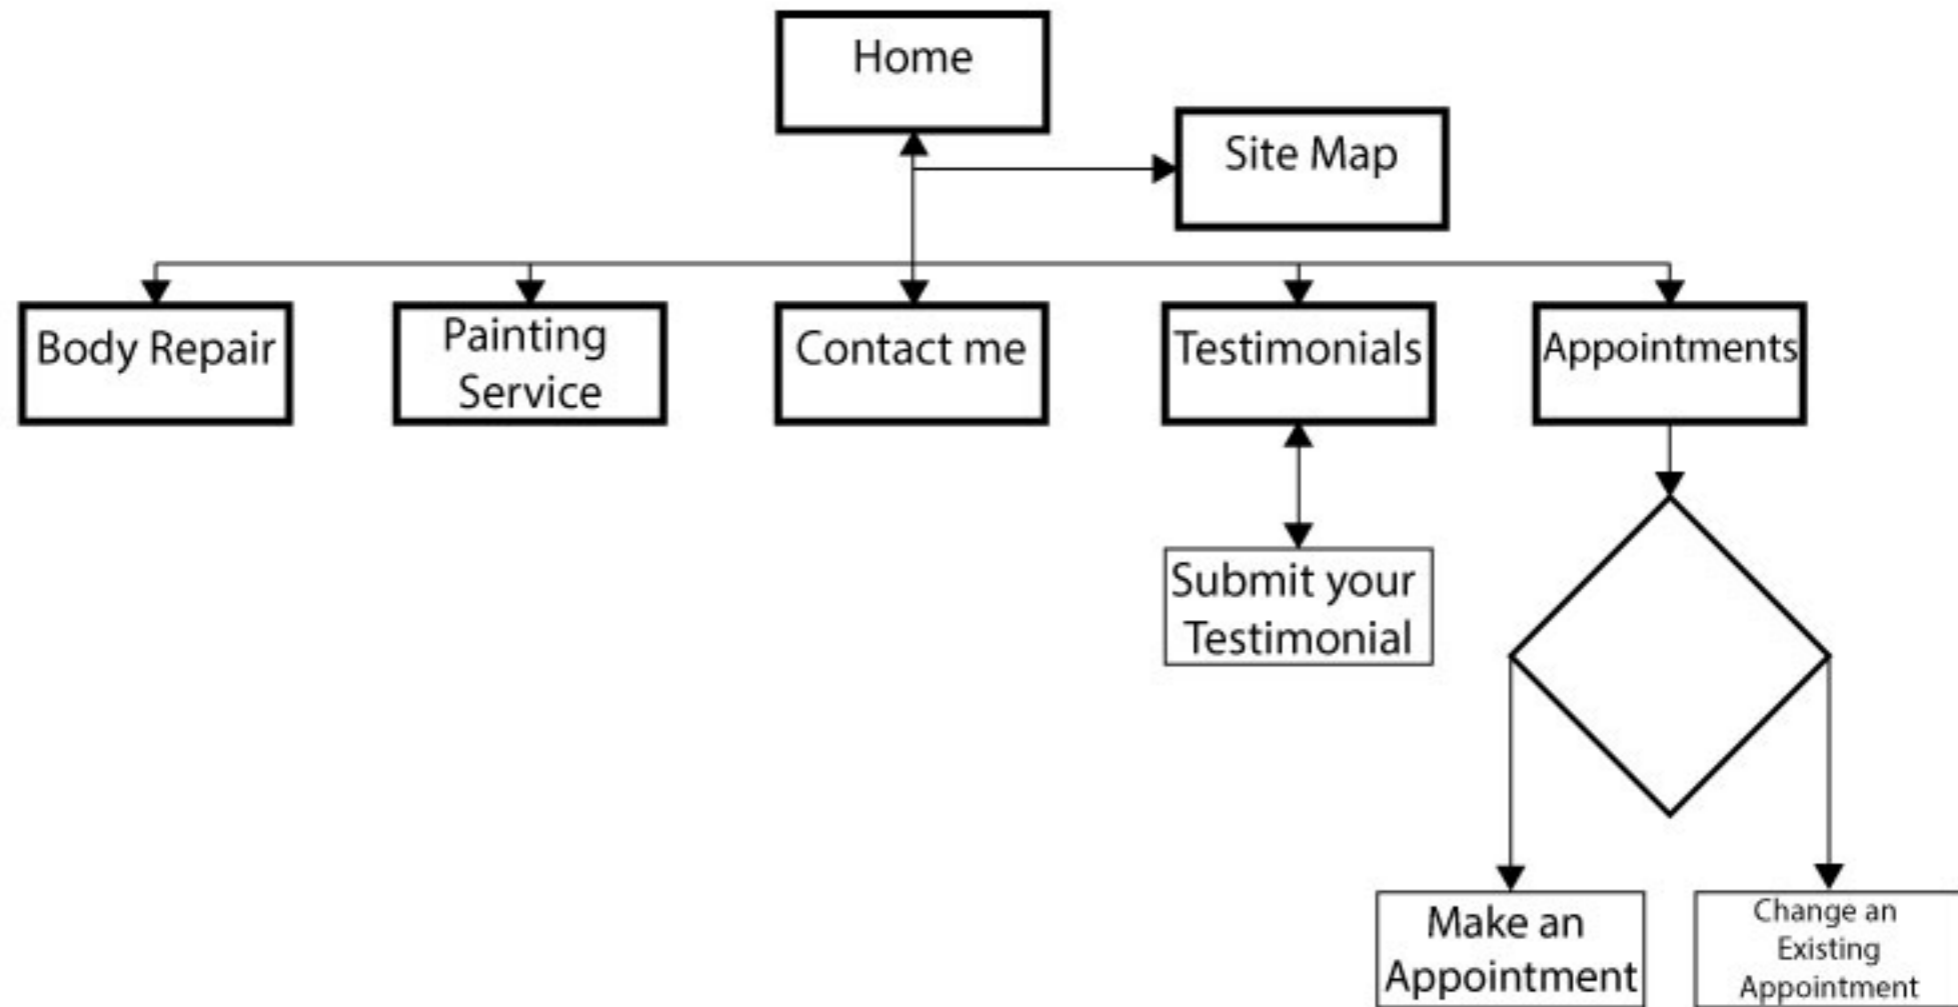 Home
Site Map
Body Repair
Painting
Service
Contact me
Testimonials
Appointments
Submit your
Testimonial
Make an
Appointment
Change an
Existing
Appointment